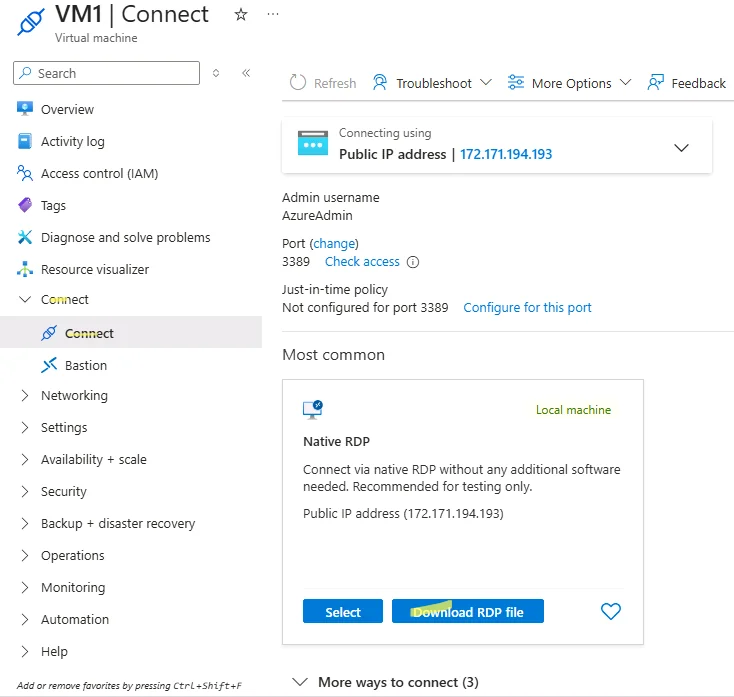 VM1 | Connect
Virtual machine
Search
Overview
Activity log
Access control (IAM)
Tags
Diagnose and solve problems
Resource visualizer
Connect
Connect
Bastion
Networking
Settings
Availability + scale
Security
Backup + disaster recovery
Operations
Monitoring
Automation
Help
Add or remove favorites by pressing Ctrl+Shift+F
Refresh Troubleshoot More Options Feedback
Connecting using
Public IP address | 172.171.194.193
Admin username
AzureAdmin
Port (change)
3389 Check access
Just-in-time policy
Not configured for port 3389 Configure for this port
Most common
Local machine
Native RDP
Connect via native RDP without any additional software
needed. Recommended for testing only.
Public IP address (172.171.194.193)
Select Download RDP file
More ways to connect (3)